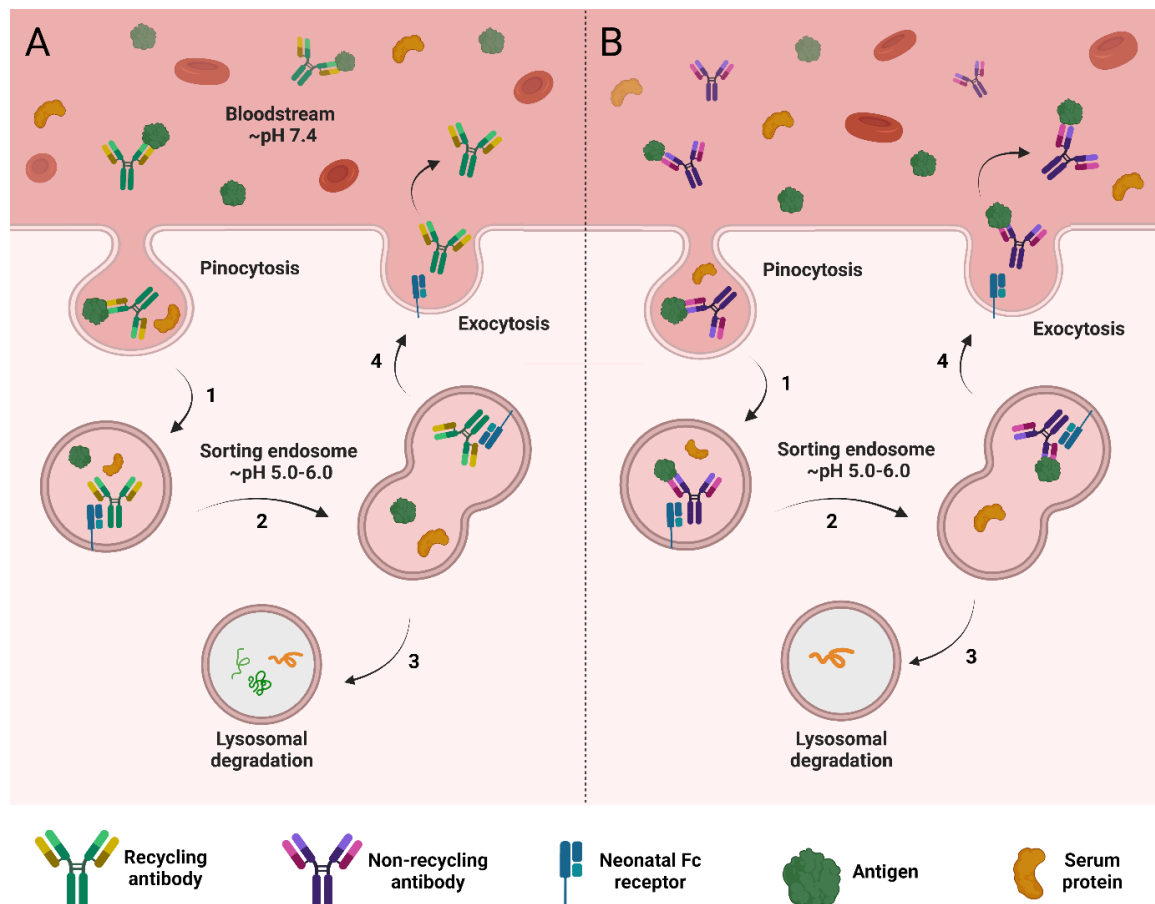 A
Bloodstream
~pH 7.4
Pinocytosis
Exocytosis
4
1
Sorting endosome
~pH 5.0-6.0
2
3
Lysosomal
degradation
B
Pinocytosis
Exocytosis
4
1
Sorting endosome
~pH 5.0-6.0
2
3
Lysosomal
degradation
Recycling
antibody
Non-recycling
antibody
Neonatal Fc
receptor
Antigen
Serum
protein